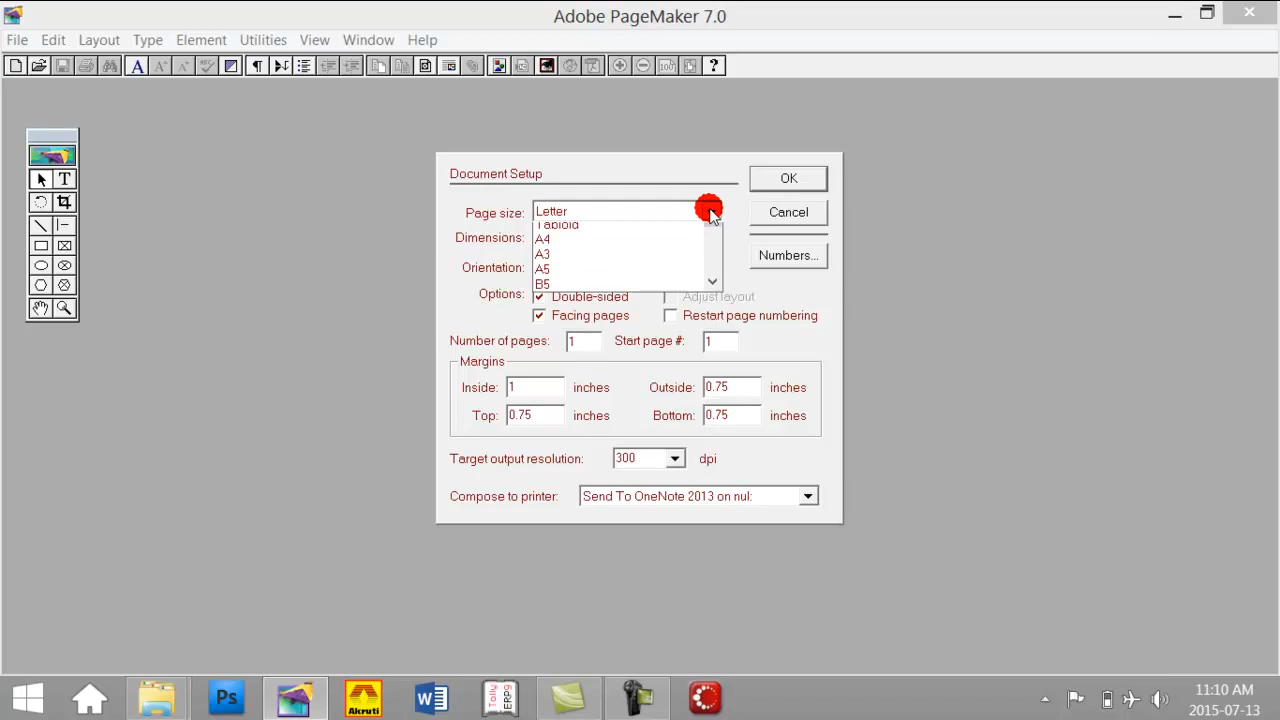 Adobe PageMaker 7.0
File Edit Layout Type Element Utilities View Window Help
Document Setup
OK
Page size: Letter
Cancel
Tabloid
Dimensions:
A4
A3
Numbers...
Orientation:
A5
B5
Options: Double-sided Adjust layout
Facing pages Restart page numbering
Number of pages: 1 Start page #: 1
Margins
Inside: 1 inches Outside: 0.75 inches
Top: 0.75 inches Bottom: 0.75 inches
Target output resolution: 300 dpi
Compose to printer: Send To OneNote 2013 on nul:
Ps
Akruti
Tally
ERP9
11:10 AM
2015-07-13